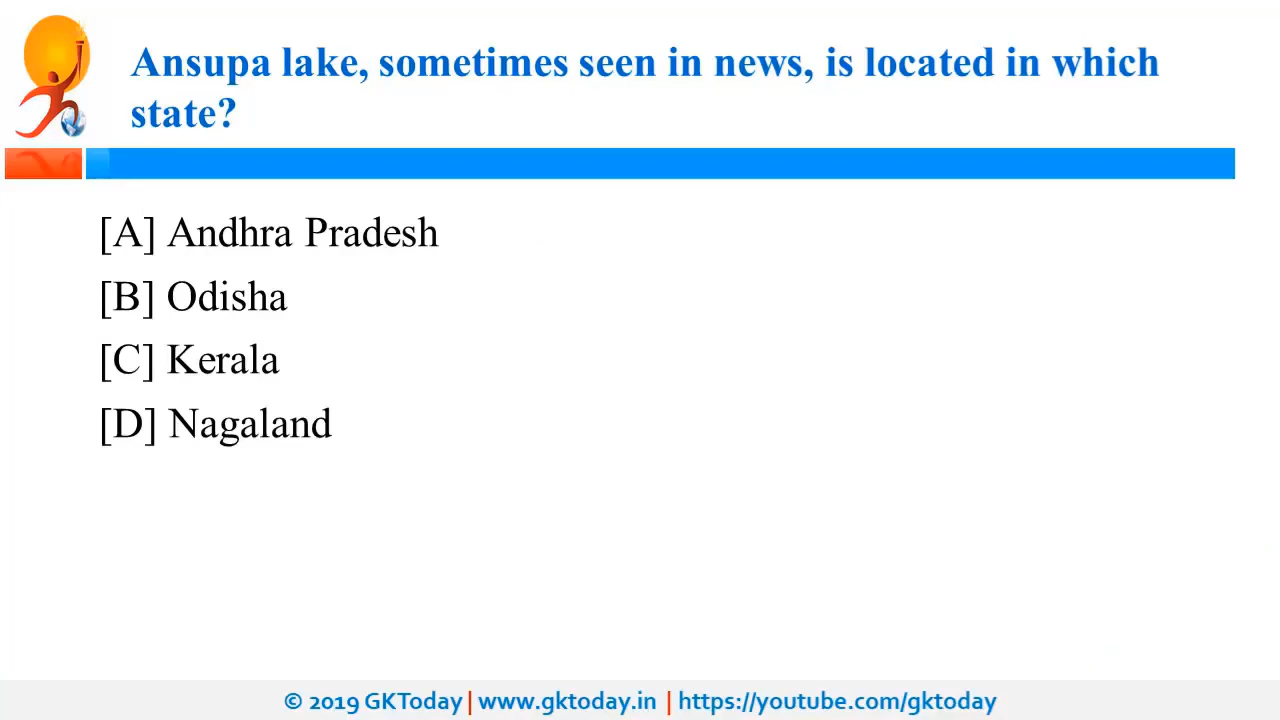 Ansupa lake, sometimes seen in news, is located in which
state?
[A] Andhra Pradesh
[B] Odisha
[C] Kerala
[D] Nagaland
© 2019 GKToday | www.gktoday.in | https://youtube.com/gktoday